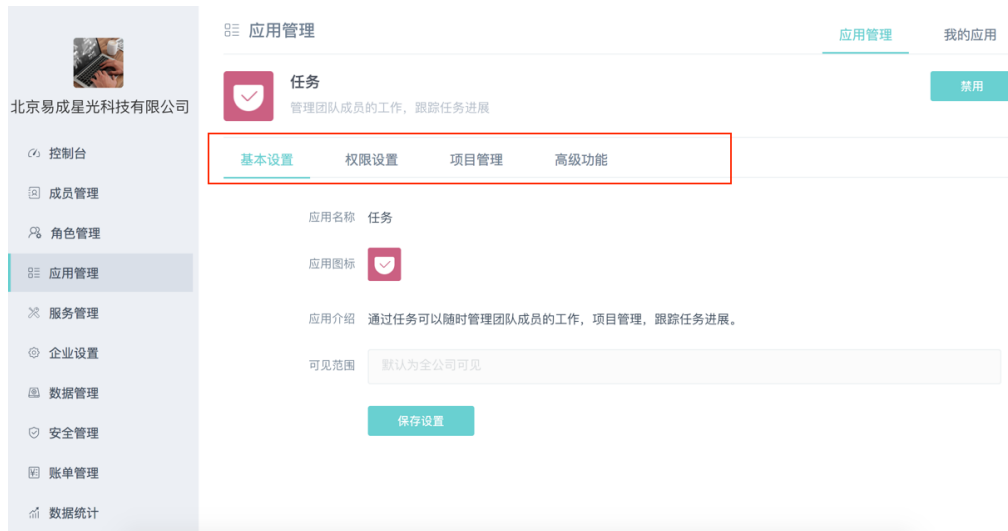 北京易成星光科技有限公司
控制台
成员管理
角色管理
应用管理
服务管理
企业设置
数据管理
安全管理
账单管理
数据统计
应用管理
应用管理 我的应用
任务
管理团队成员的工作，跟踪任务进展
禁用
基本设置 权限设置 项目管理 高级功能
应用名称 任务
应用图标
应用介绍 通过任务可以随时管理团队成员的工作，项目管理，跟踪任务进展。
可见范围 默认为全公司可见
保存设置